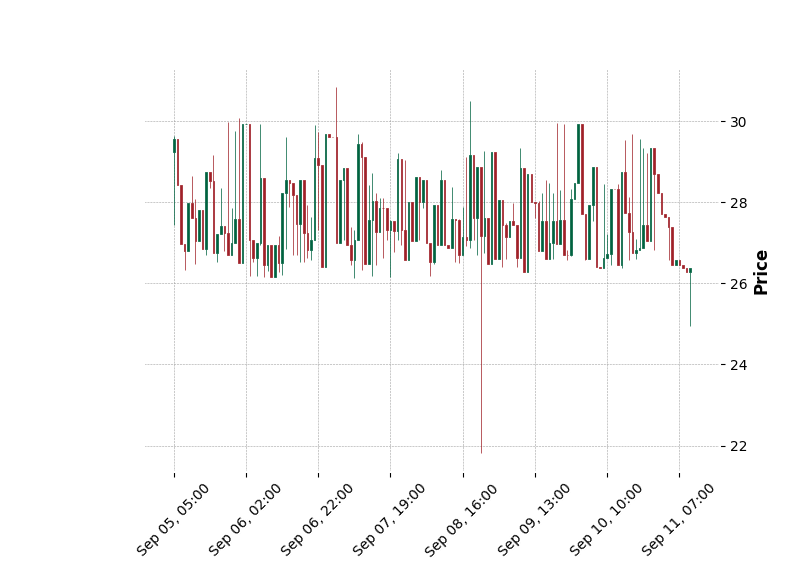 30
28
26
24
22
Price
Sep 05, 05:00
Sep 06, 02:00
Sep 06, 22:00
Sep 07, 19:00
Sep 08, 16:00
Sep 09, 13:00
Sep 10, 10:00
Sep 11, 07:00